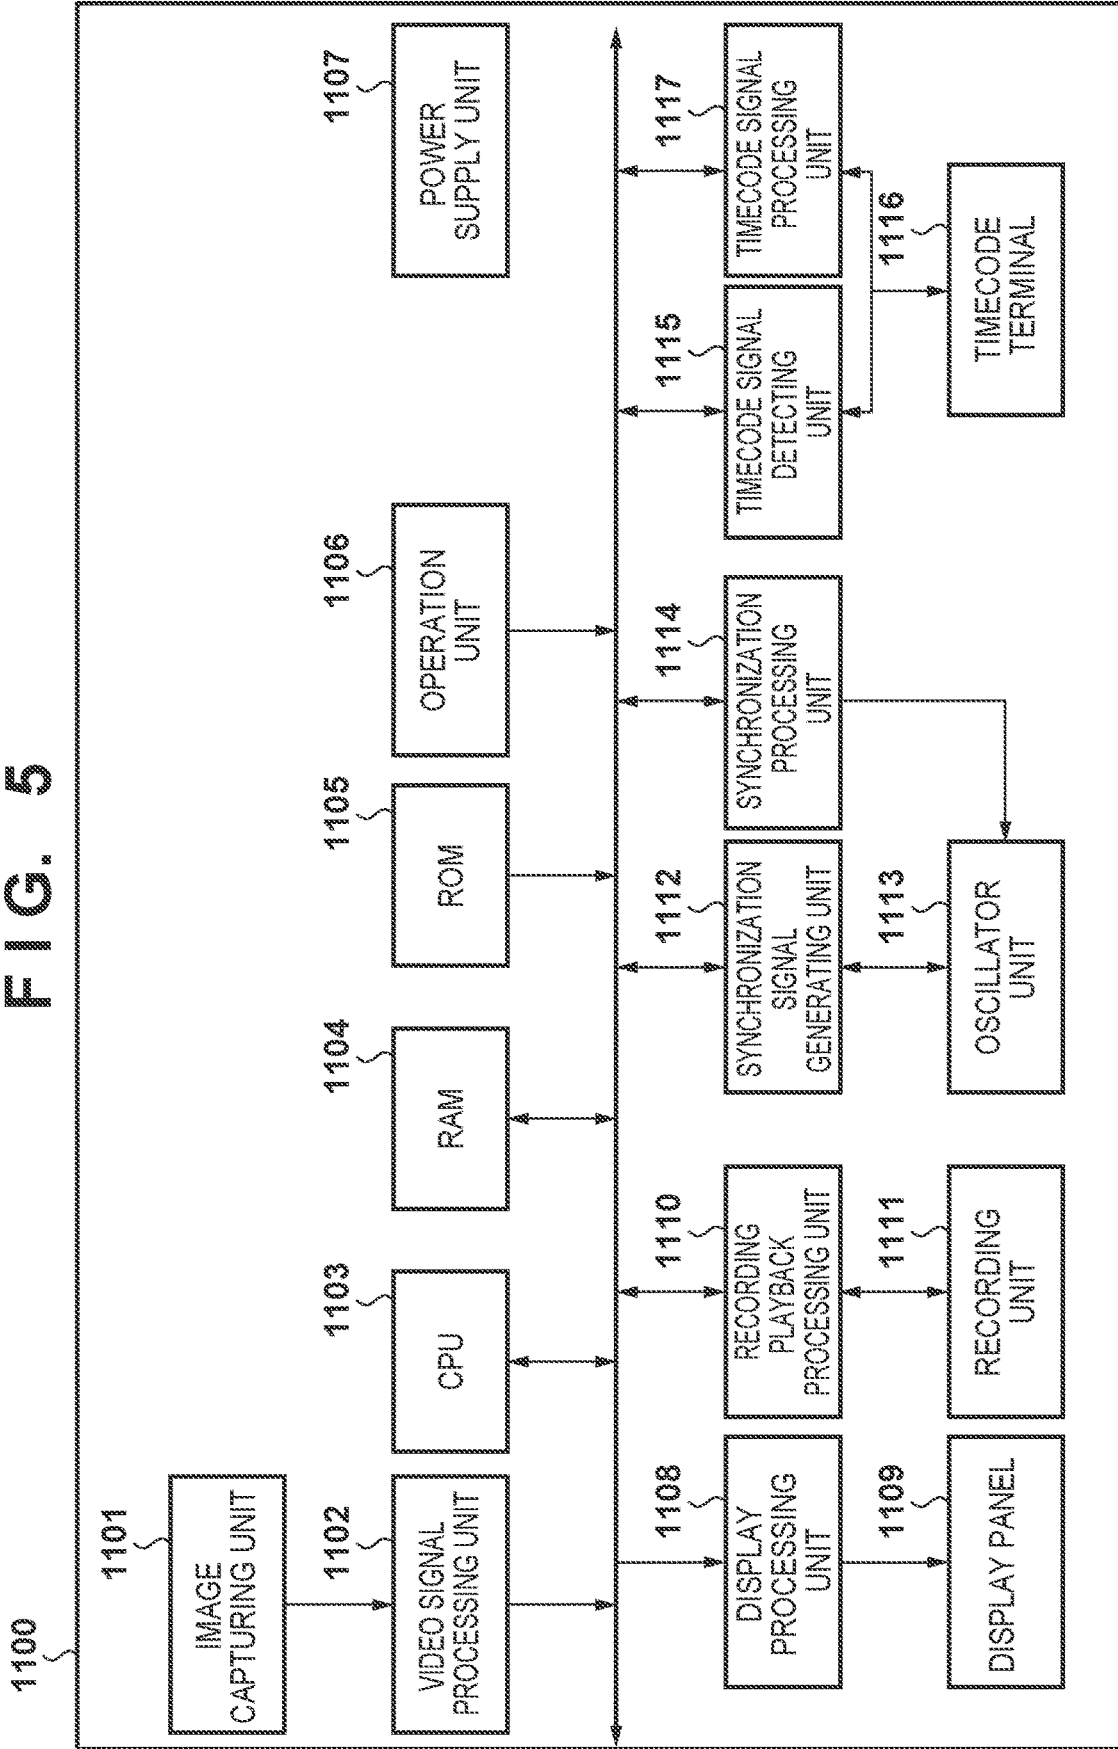 FIG. 5
1100
1101
IMAGE
CAPTURING UNIT
1102
VIDEO SIGNAL
PROCESSING UNIT
1103
CPU
1104
RAM
1105
ROM
1106
OPERATION
UNIT
1107
POWER
SUPPLY UNIT
1108
DISPLAY
PROCESSING
UNIT
1109
DISPLAY PANEL
1110
RECORDING
PLAYBACK
PROCESSING UNIT
1111
RECORDING
UNIT
1112
SYNCHRONIZATION
SIGNAL
GENERATING UNIT
1113
OSCILLATOR
UNIT
1114
SYNCHRONIZATION
PROCESSING
UNIT
1115
TIMECODE SIGNAL
DETECTING
UNIT
1116
TIMECODE
TERMINAL
1117
TIMECODE SIGNAL
PROCESSING
UNIT